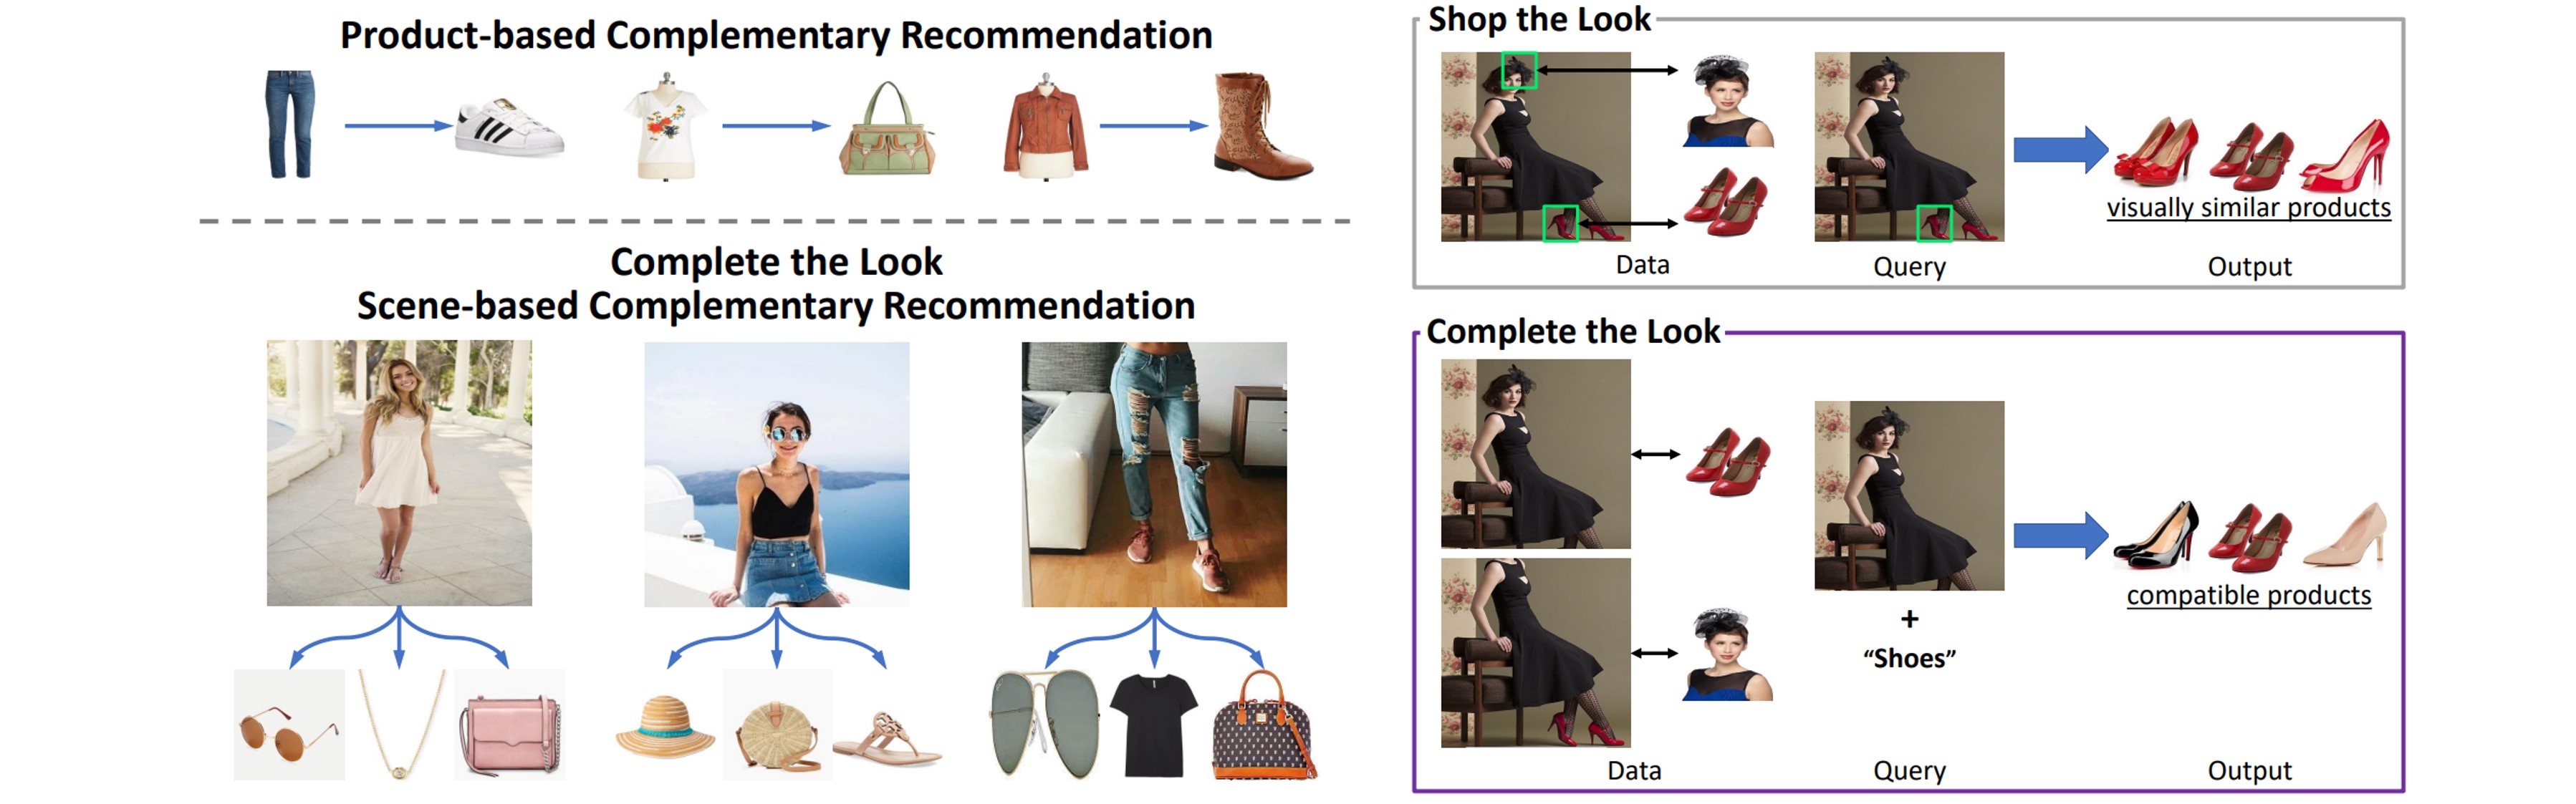 Product-based Complementary Recommendation
Complete the Look
Scene-based Complementary Recommendation
Shop the Look
visually similar products
Data
Query
Output
Complete the Look
compatible products
+
“Shoes”
Data
Query
Output